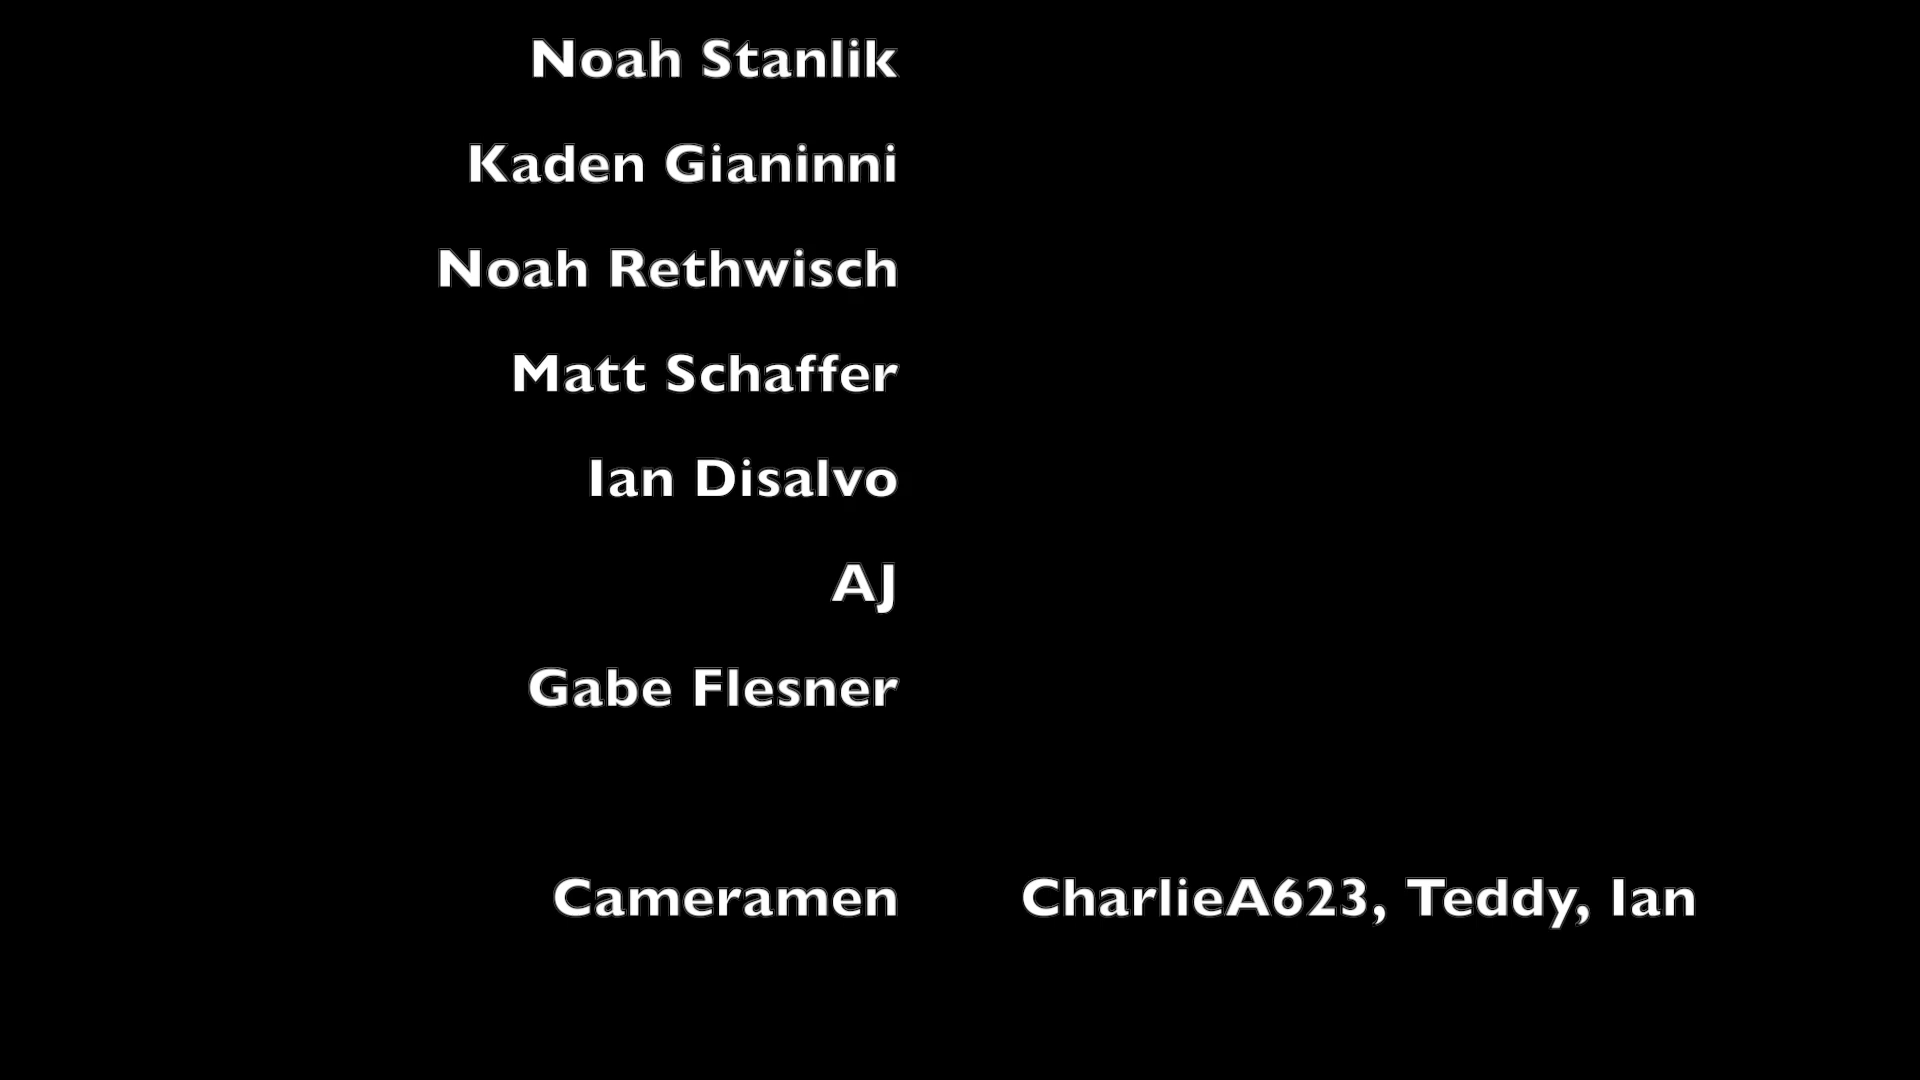 Noah Stanlik
Kaden Gianinni
Noah Rethwisch
Matt Schaffer
Ian Disalvo
AJ
Gabe Flesner
Cameramen CharlieA623, Teddy, Ian